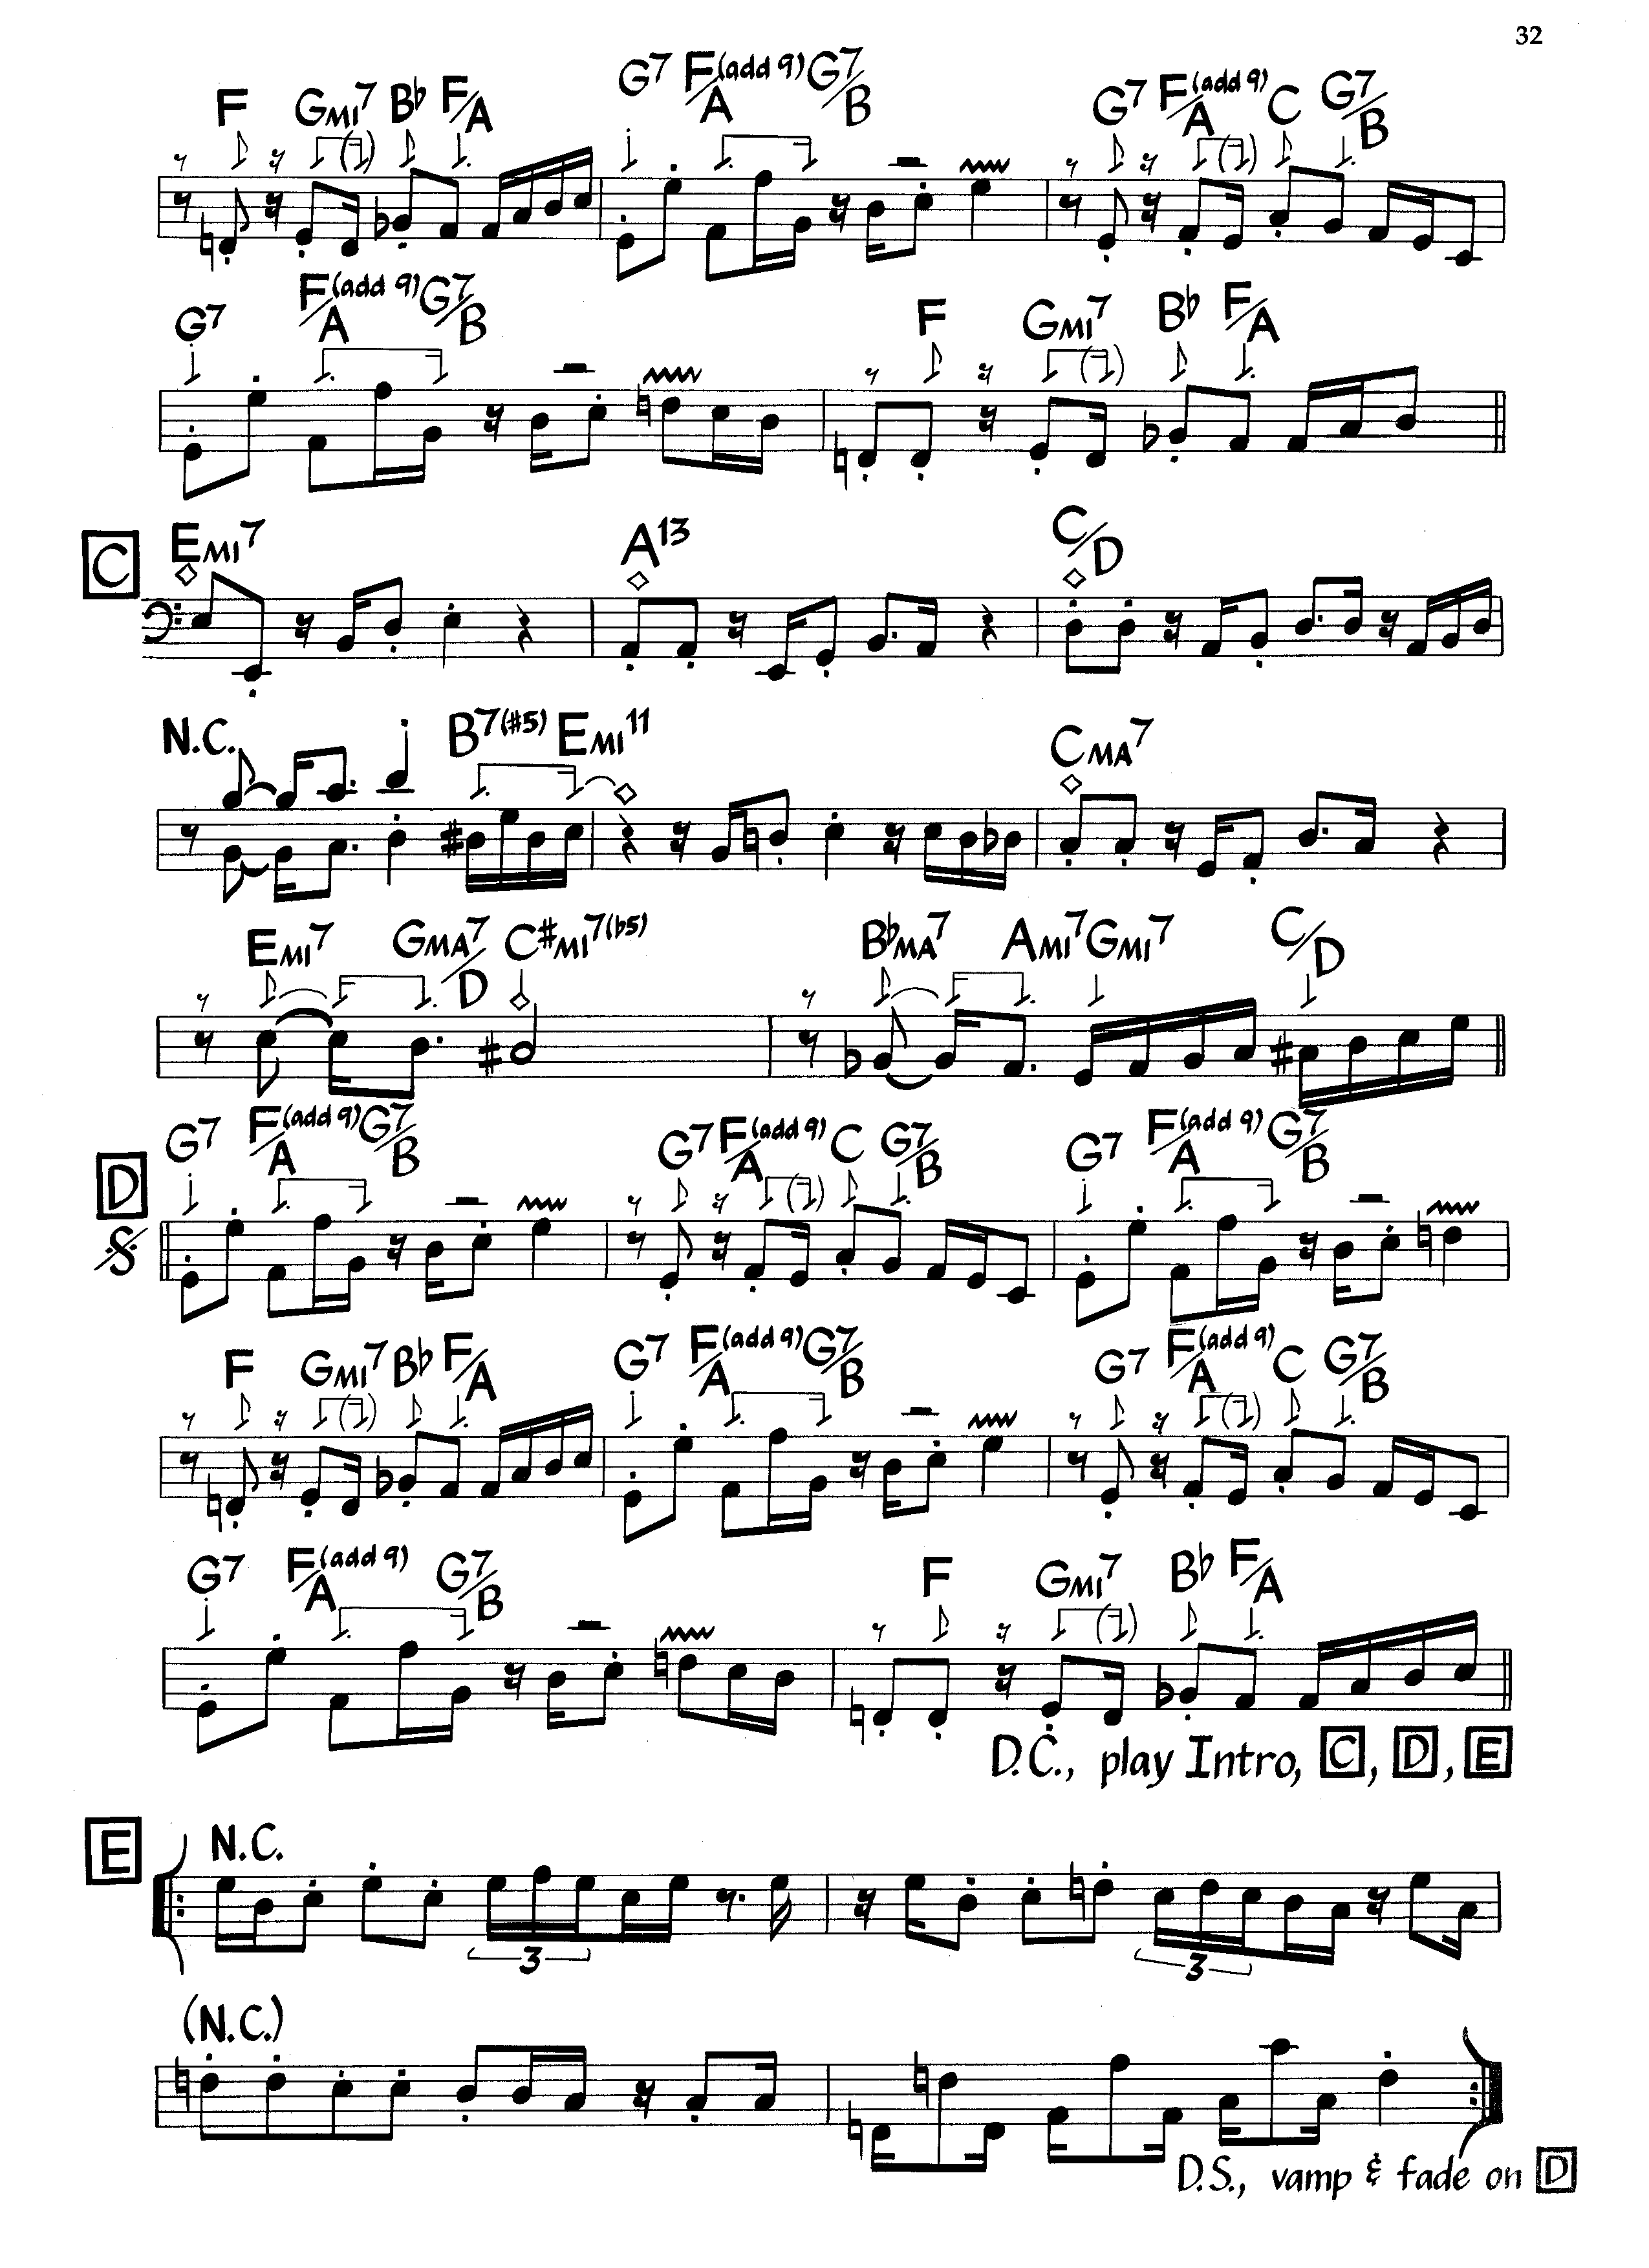 32
F Gmi7 B♭ F/A G7 F(add 9)/A G7/B G7 F(add 9)/A C G7/B
G7 F(add 9)/A G7/B F Gmi7 B♭ F/A
C Emi7 A13 C/D
N.C. B7(#5) Emi11 Cma7
Emi7 Gma7/D C#mi7(b5) B♭ma7 Ami7 Gmi7 C/D
D G7 F(add 9)/A G7/B G7 F(add 9)/A C G7/B G7 F(add 9)/A G7/B
F Gmi7 B♭ F/A G7 F(add 9)/A G7/B G7 F(add 9)/A C G7/B
G7 F(add 9)/A G7/B F Gmi7 B♭ F/A
D.C., play Intro, C, D, E
E N.C.
3 3
(N.C.)
D.S., vamp & fade on D